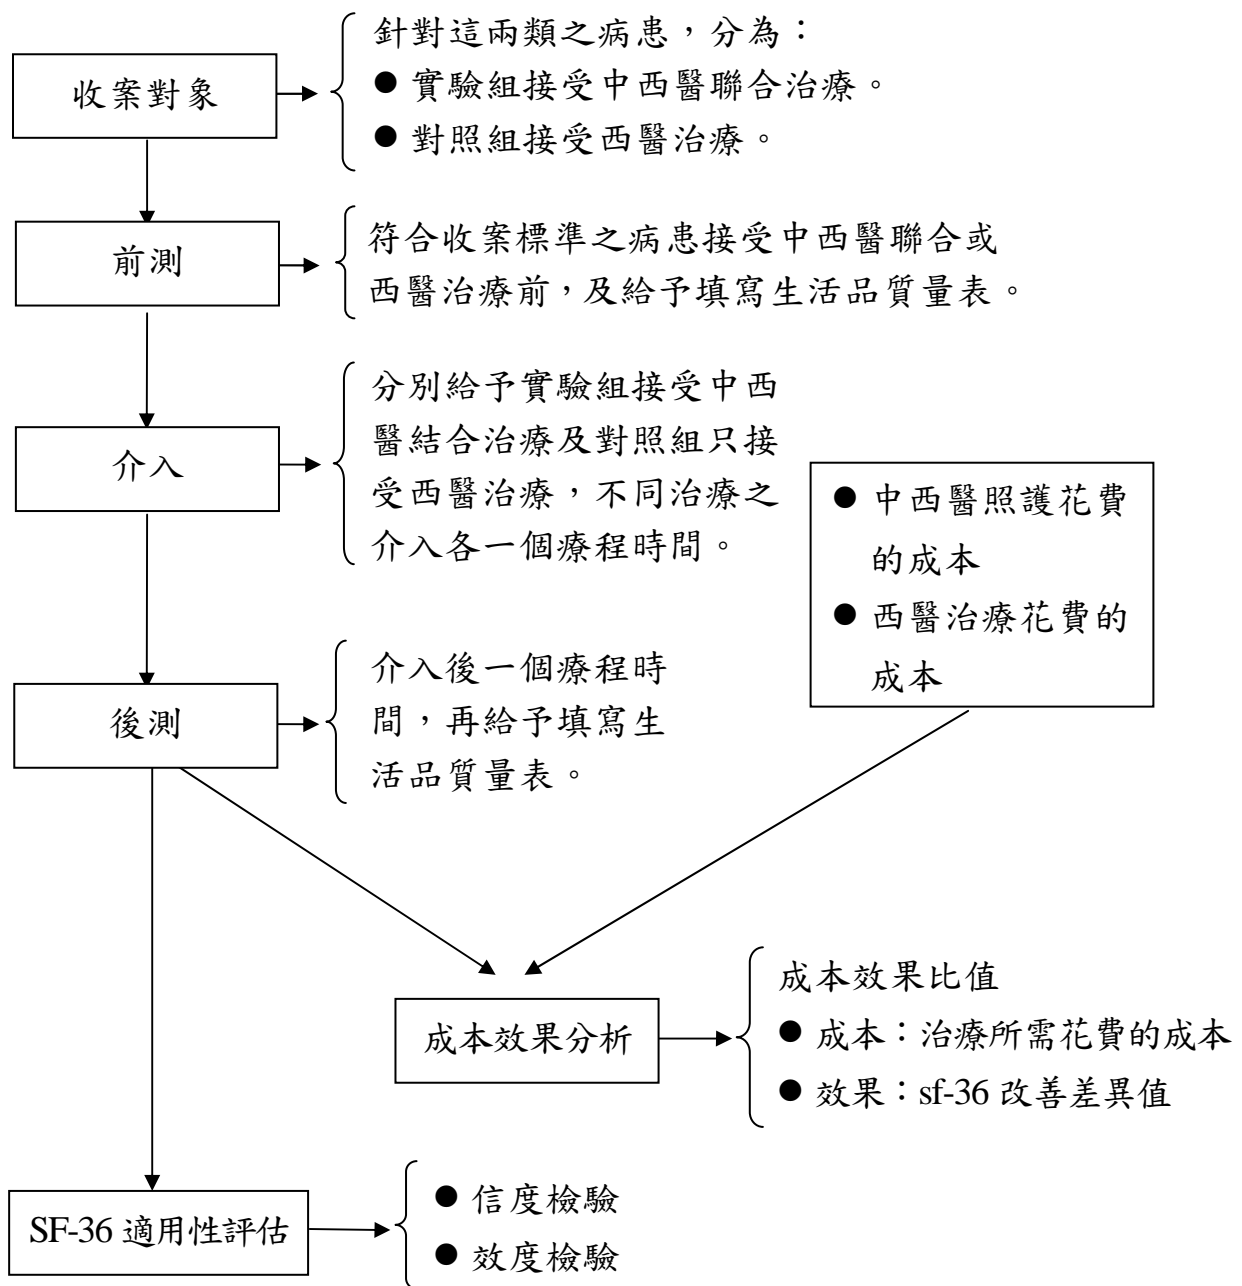 收案對象
針對這兩類之病患，分為：
● 實驗組接受中西醫聯合治療。
● 對照組接受西醫治療。
前測
符合收案標準之病患接受中西醫聯合或
西醫治療前，及給予填寫生活品質量表。
介入
分別給予實驗組接受中西
醫結合治療及對照組只接
受西醫治療，不同治療之
介入各一個療程時間。
● 中西醫照護花費
的成本
● 西醫治療花費的
成本
後測
介入後一個療程時
間，再給予填寫生
活品質量表。
成本效果分析
成本效果比值
● 成本：治療所需花費的成本
● 效果：sf-36 改善差異值
SF-36 適用性評估
● 信度檢驗
● 效度檢驗